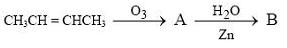 CH₃CH = CHCH₃ —O₃→ A —H₂O/Zn→ B